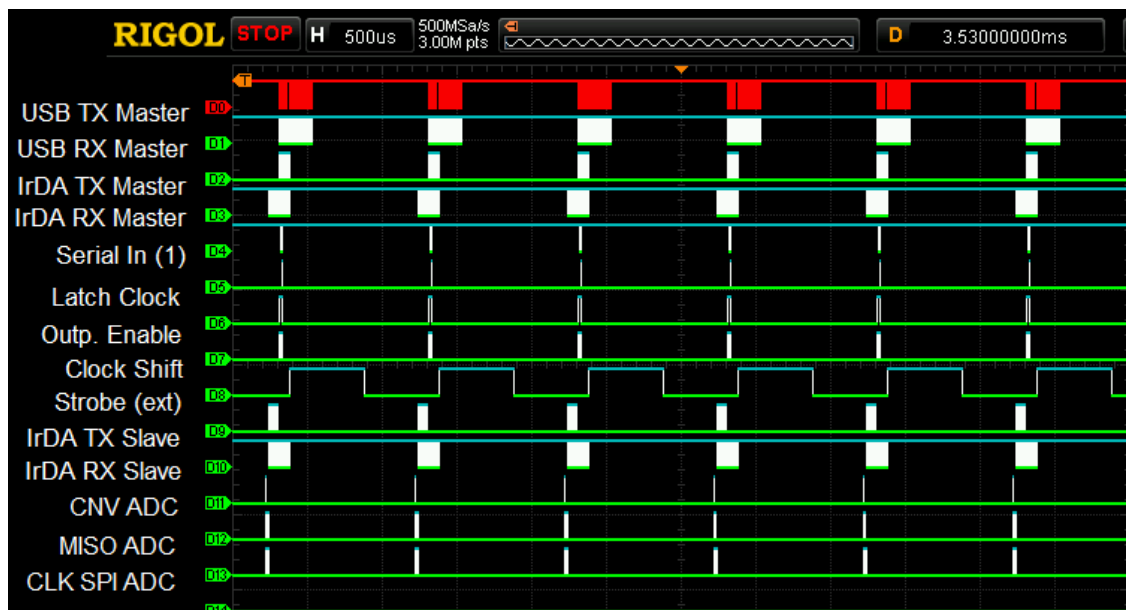 RIGOL STOP H 500us 500MSa/s 3.00M pts D 3.53000000ms
T
D0
USB TX Master
D1
USB RX Master
D2
IrDA TX Master
D3
IrDA RX Master
D4
Serial In (1)
D5
Latch Clock
D6
Outp. Enable
D7
Clock Shift
D8
Strobe (ext)
D9
IrDA TX Slave
D10
IrDA RX Slave
D11
CNV ADC
D12
MISO ADC
D13
CLK SPI ADC
D14